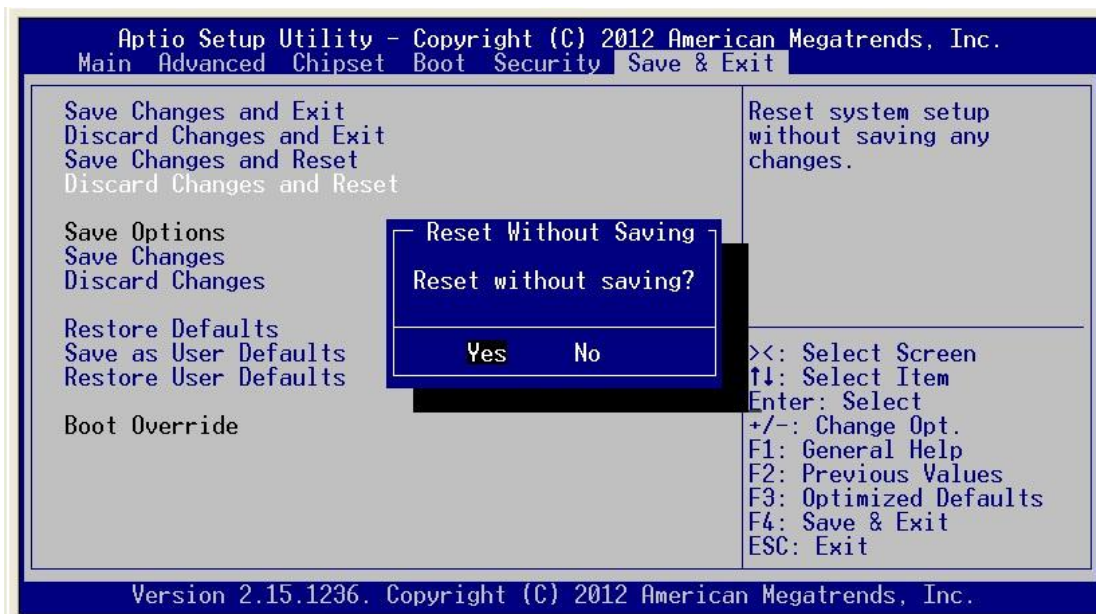 Aptio Setup Utility – Copyright (C) 2012 American Megatrends, Inc.
Main Advanced Chipset Boot Security Save & Exit
Save Changes and Exit
Discard Changes and Exit
Save Changes and Reset
Discard Changes and Reset
Save Options
Save Changes
Discard Changes
Restore Defaults
Save as User Defaults
Restore User Defaults
Boot Override
Reset Without Saving
Reset without saving?
Yes No
Reset system setup
without saving any
changes.
><: Select Screen
↑↓: Select Item
Enter: Select
+/-: Change Opt.
F1: General Help
F2: Previous Values
F3: Optimized Defaults
F4: Save & Exit
ESC: Exit
Version 2.15.1236. Copyright (C) 2012 American Megatrends, Inc.